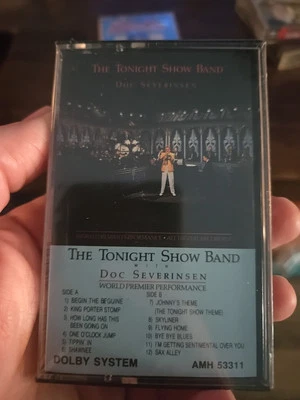 THE TONIGHT SHOW BAND
DOC SEVERINSEN
THE TONIGHT SHOW BAND
WITH
DOC SEVERINSEN
WORLD PREMIER PERFORMANCE
SIDE A
1) BEGIN THE BEGUINE
2) KING PORTER STOMP
3) HOW LONG HAS THIS
BEEN GOING ON
4) ONE O'CLOCK JUMP
5) TIPPIN' IN
6) SHAWNEE
SIDE B
7) JOHNNY'S THEME
(THE TONIGHT SHOW THEME)
8) SKYLINER
9) FLYING HOME
10) BYE BYE BLUES
11) I'M GETTING SENTIMENTAL OVER YOU
12) SAX ALLEY
DOLBY SYSTEM
AMH 53311